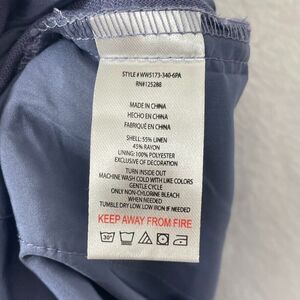 STYLE# WW5173-340-6PA
RN#125288
MADE IN CHINA
HECHO EN CHINA
FABRIQUÉ EN CHINA
SHELL: 55% LINEN
45% RAYON
LINING: 100% POLYESTER
EXCLUSIVE OF DECORATION
TURN INSIDE OUT
MACHINE WASH COLD WITH LIKE COLORS
GENTLE CYCLE
ONLY NON-CHLORINE BLEACH
WHEN NEEDED
TUMBLE DRY LOW, LOW IRON IF NEEDED
KEEP AWAY FROM FIRE
30°